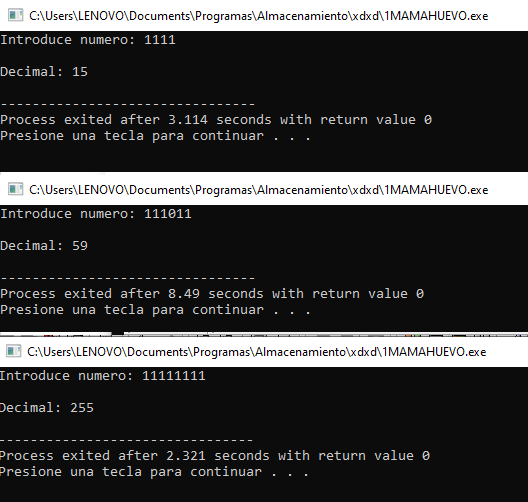 C:\Users\LENOVO\Documents\Programas\Almacenamiento\xdxd\1MAMAHUEVO.exe
Introduce numero: 1111
Decimal: 15
--------------------------------
Process exited after 3.114 seconds with return value 0
Presione una tecla para continuar . . .
C:\Users\LENOVO\Documents\Programas\Almacenamiento\xdxd\1MAMAHUEVO.exe
Introduce numero: 111011
Decimal: 59
--------------------------------
Process exited after 8.49 seconds with return value 0
Presione una tecla para continuar . . .
C:\Users\LENOVO\Documents\Programas\Almacenamiento\xdxd\1MAMAHUEVO.exe
Introduce numero: 11111111
Decimal: 255
--------------------------------
Process exited after 2.321 seconds with return value 0
Presione una tecla para continuar . . .